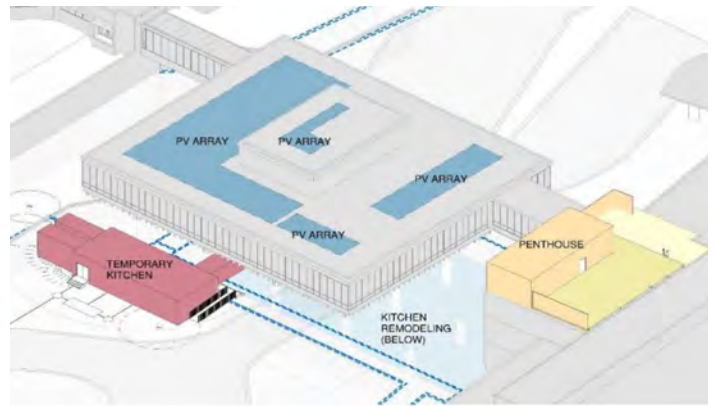 PV ARRAY
PV ARRAY
PV ARRAY
PV ARRAY
TEMPORARY
KITCHEN
PENTHOUSE
KITCHEN
REMODELING
(BELOW)